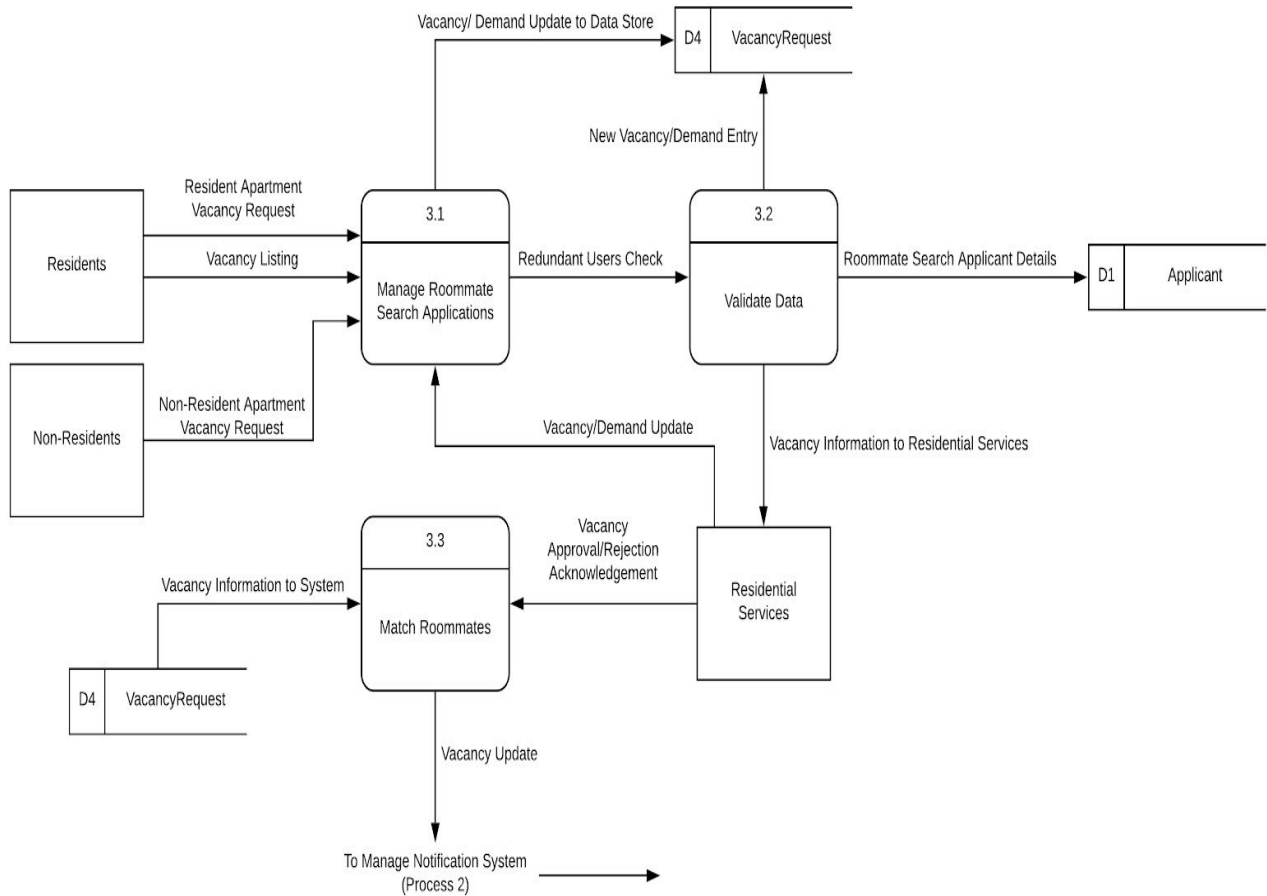 Vacancy/ Demand Update to Data Store
D4
VacancyRequest
New Vacancy/Demand Entry
Resident Apartment
Vacancy Request
Residents
Vacancy Listing
3.1
Manage Roommate
Search Applications
Redundant Users Check
3.2
Validate Data
Roommate Search Applicant Details
D1
Applicant
Non-Residents
Non-Resident Apartment
Vacancy Request
Vacancy/Demand Update
Vacancy Information to Residential Services
3.3
Match Roommates
Vacancy
Approval/Rejection
Acknowledgement
Residential
Services
Vacancy Information to System
D4
VacancyRequest
Vacancy Update
To Manage Notification System
(Process 2)